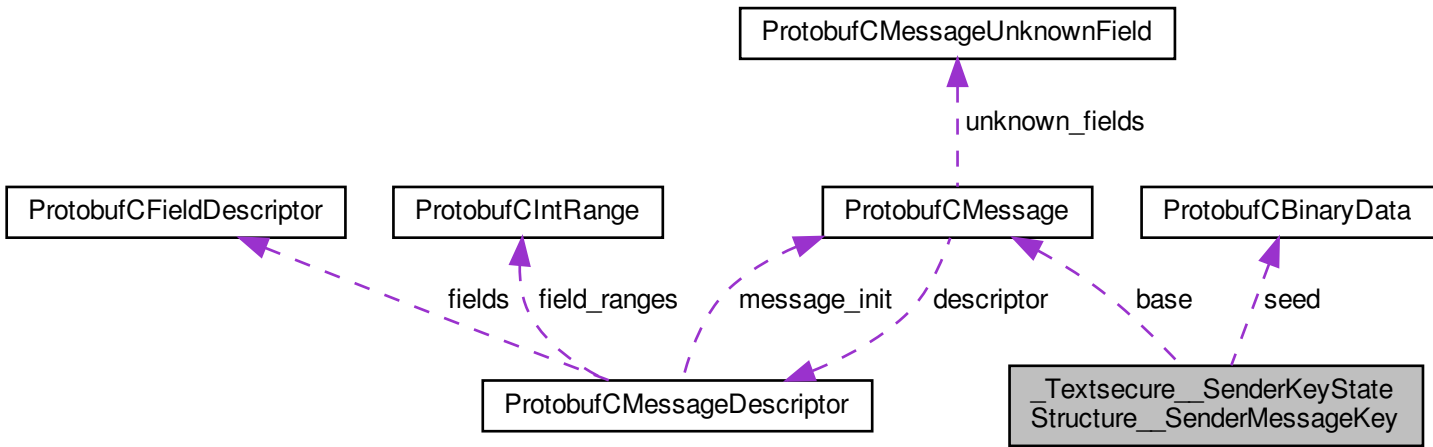 ProtobufCMessageUnknownField
unknown_fields
ProtobufCFieldDescriptor
ProtobufCIntRange
ProtobufCMessage
ProtobufCBinaryData
fields
field_ranges
message_init
descriptor
base
seed
ProtobufCMessageDescriptor
_Textsecure__SenderKeyState
Structure__SenderMessageKey